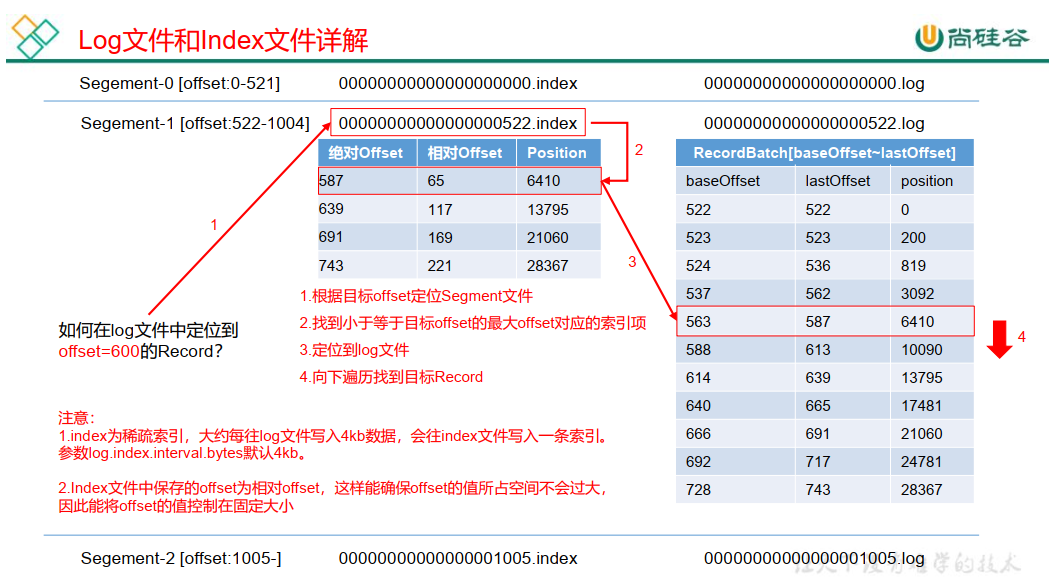 Log文件和Index文件详解
尚硅谷
Segement-0 [offset:0-521] 00000000000000000000.index 00000000000000000000.log
Segement-1 [offset:522-1004] 00000000000000000522.index 00000000000000000522.log
绝对Offset 相对Offset Position
587 65 6410
639 117 13795
691 169 21060
743 221 28367
RecordBatch[baseOffset~lastOffset]
baseOffset lastOffset position
522 522 0
523 523 200
524 536 819
537 562 3092
563 587 6410
588 613 10090
614 639 13795
640 665 17481
666 691 21060
692 717 24781
728 743 28367
1
2
3
4
如何在log文件中定位到
offset=600的Record?
1.根据目标offset定位Segment文件
2.找到小于等于目标offset的最大offset对应的索引项
3.定位到log文件
4.向下遍历找到目标Record
注意:
1.index为稀疏索引，大约每往log文件写入4kb数据，会往index文件写入一条索引。
参数log.index.interval.bytes默认4kb。
2.Index文件中保存的offset为相对offset，这样能确保offset的值所占空间不会过大，
因此能将offset的值控制在固定大小
Segement-2 [offset:1005-] 00000000000000001005.index 00000000000000001005.log
学的技术